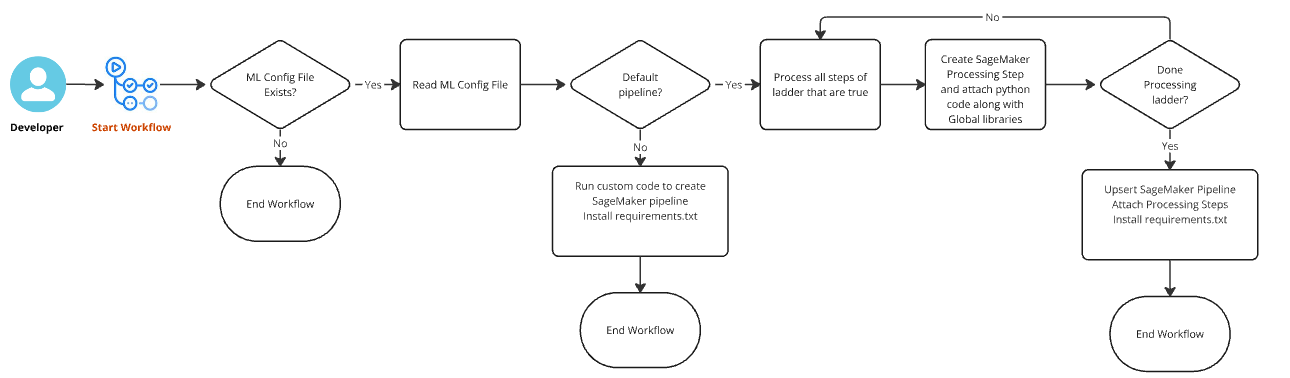 Developer
Start Workflow
ML Config File
Exists?
Yes
No
End Workflow
Read ML Config File
Default
pipeline?
Yes
No
Run custom code to create
SageMaker pipeline
Install requirements.txt
End Workflow
Process all steps of
ladder that are true
Create SageMaker
Processing Step
and attach python
code along with
Global libraries
Done
Processing
ladder?
No
Yes
Upsert SageMaker Pipeline
Attach Processing Steps
Install requirements.txt
End Workflow